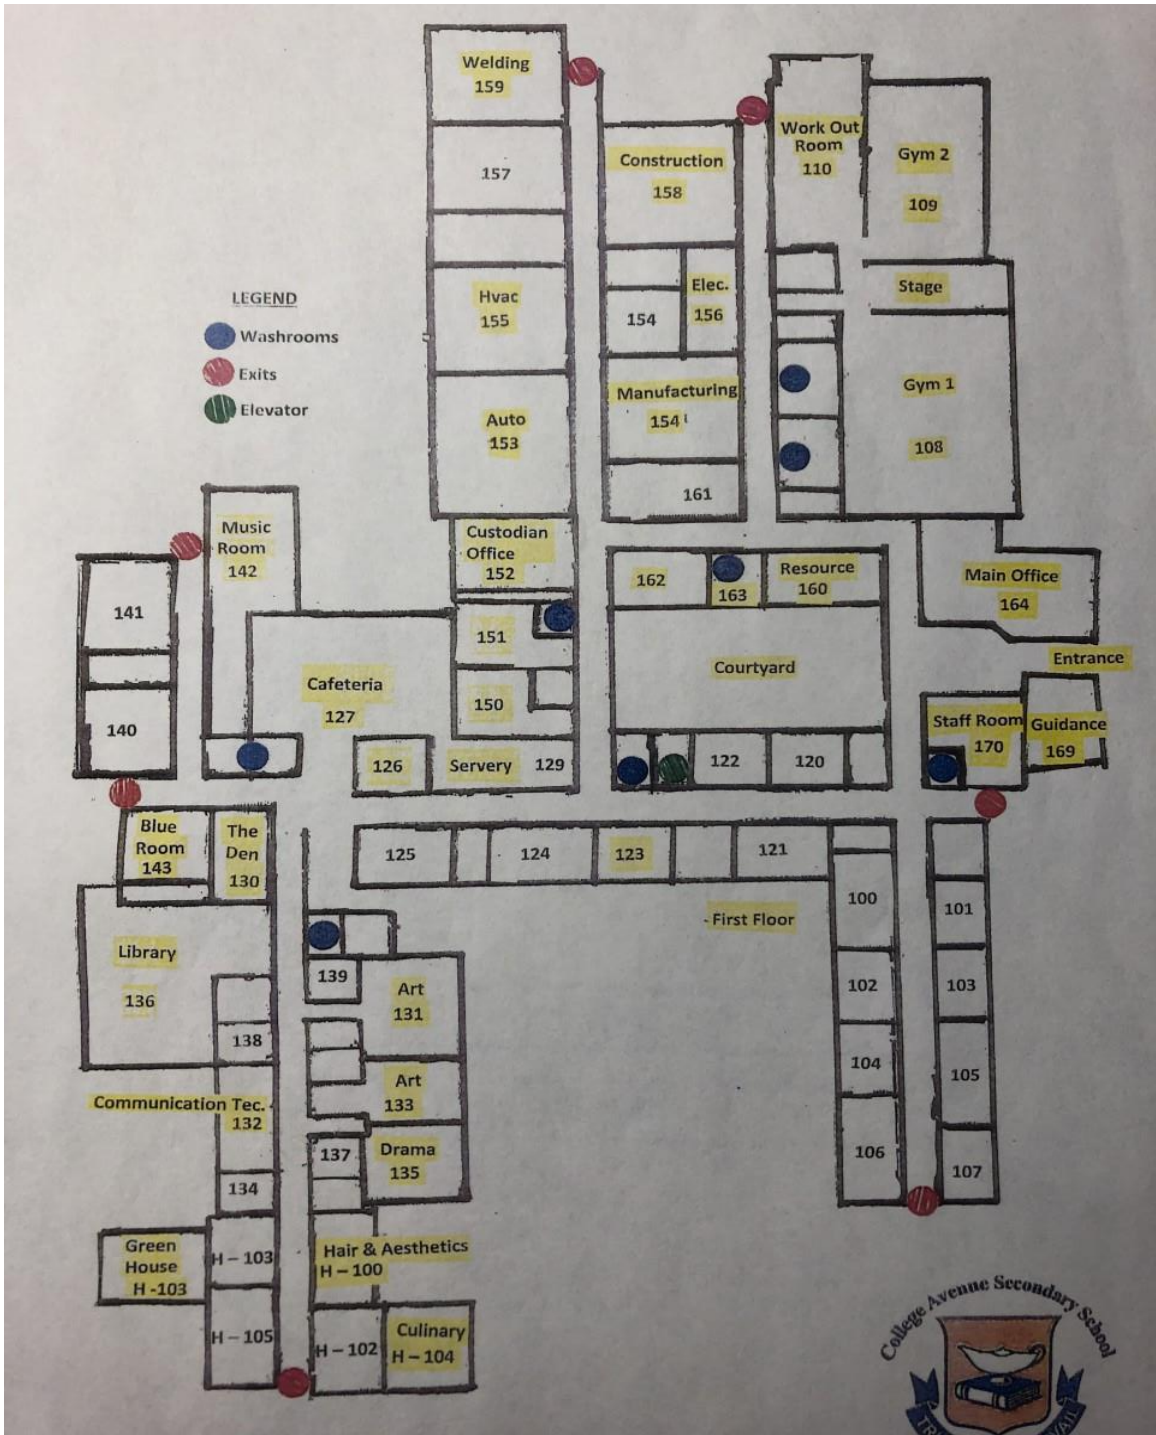 Welding
159
157
Hvac
155
Auto
153
Construction
158
154
Elec.
156
Manufacturing
154
161
Work Out
Room
110
Gym 2
109
Stage
Gym 1
108
LEGEND
Washrooms
Exits
Elevator
Music
Room
142
141
140
Custodian
Office
152
151
150
Cafeteria
127
126
Servery 129
162
163
Resource
160
Courtyard
122
120
Main Office
164
Entrance
Staff Room
170
Guidance
169
Blue
Room
143
The
Den
130
125
124
123
121
- First Floor
100
101
102
103
104
105
106
107
Library
136
138
139
Art
131
Art
133
Communication Tec.
132
134
137
Drama
135
Green
House
H -103
H – 103
H – 105
Hair & Aesthetics
H – 100
H – 102
Culinary
H – 104
College Avenue Secondary School